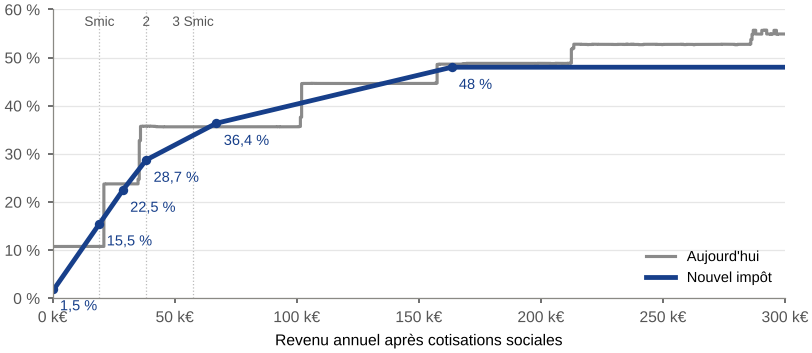 60 %
Smic 2 3 Smic
50 %
48 %
40 %
36,4 %
30 %
28,7 %
22,5 %
20 %
15,5 %
10 %
Aujourd'hui
Nouvel impôt
0 %
1,5 %
0 k€ 50 k€ 100 k€ 150 k€ 200 k€ 250 k€ 300 k€
Revenu annuel après cotisations sociales